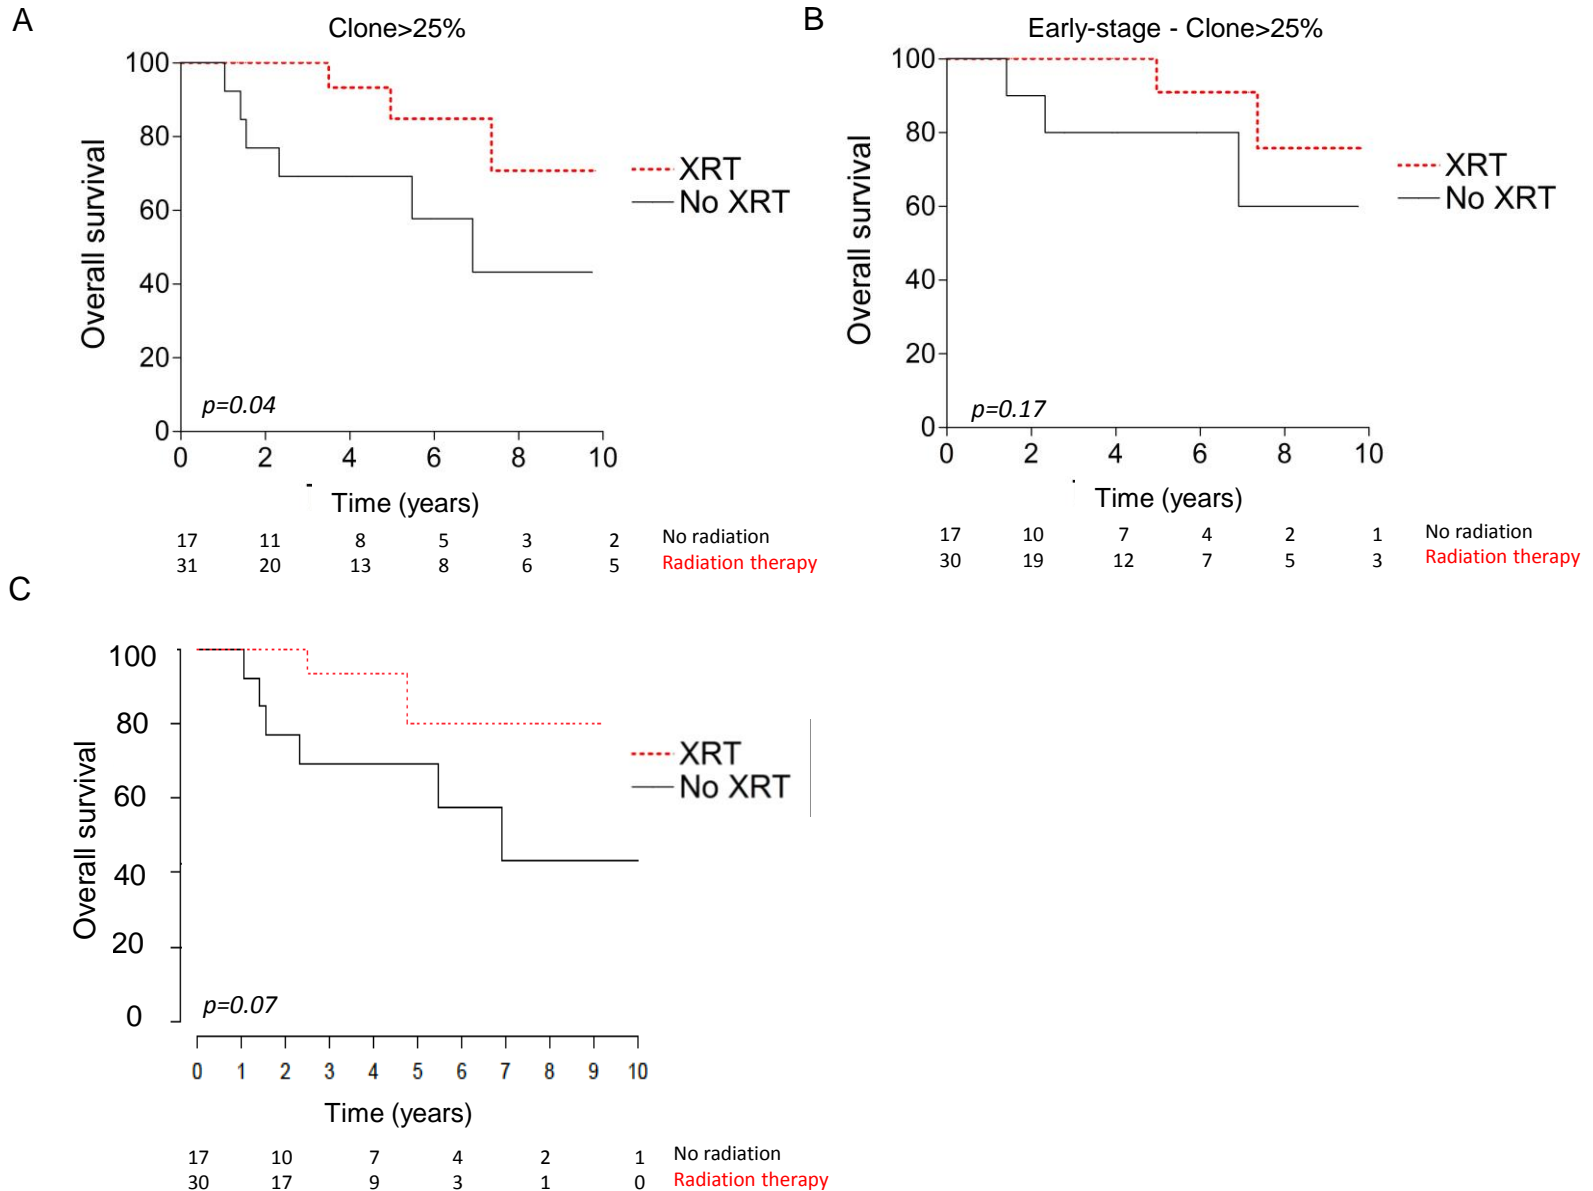 A
Clone>25%
100
80
60
40
20
0
Overall survival
p=0.04
0 2 4 6 8 10
Time (years)
XRT
No XRT
17 11 8 5 3 2 No radiation
31 20 13 8 6 5 Radiation therapy
B
Early-stage - Clone>25%
100
80
60
40
20
0
Overall survival
p=0.17
0 2 4 6 8 10
Time (years)
XRT
No XRT
17 10 7 4 2 1 No radiation
30 19 12 7 5 3 Radiation therapy
C
100
80
60
40
20
0
Overall survival
p=0.07
0 1 2 3 4 5 6 7 8 9 10
Time (years)
XRT
No XRT
17 10 7 4 2 1 No radiation
30 17 9 3 1 0 Radiation therapy